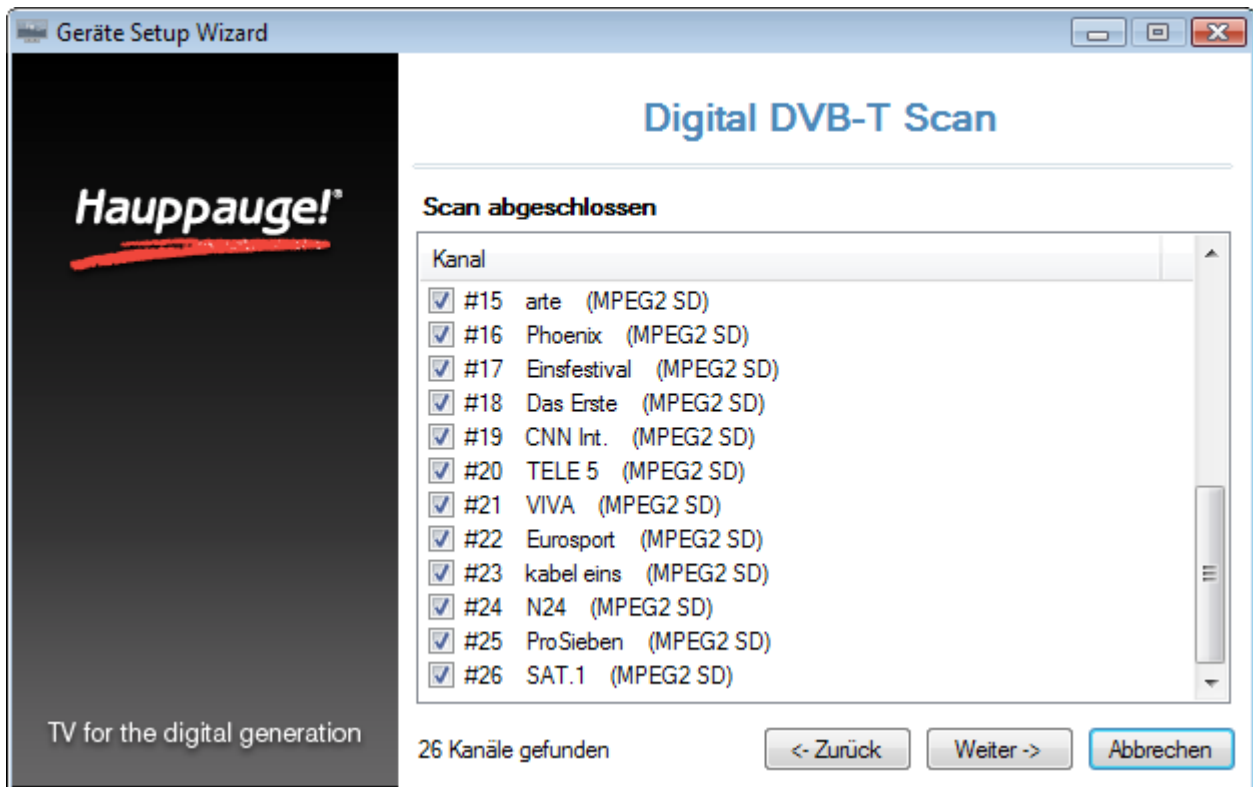 Geräte Setup Wizard
Digital DVB-T Scan
Hauppauge!®
Scan abgeschlossen
Kanal
#15 arte (MPEG2 SD)
#16 Phoenix (MPEG2 SD)
#17 Einsfestival (MPEG2 SD)
#18 Das Erste (MPEG2 SD)
#19 CNN Int. (MPEG2 SD)
#20 TELE 5 (MPEG2 SD)
#21 VIVA (MPEG2 SD)
#22 Eurosport (MPEG2 SD)
#23 kabel eins (MPEG2 SD)
#24 N24 (MPEG2 SD)
#25 ProSieben (MPEG2 SD)
#26 SAT.1 (MPEG2 SD)
TV for the digital generation
26 Kanäle gefunden
<- Zurück
Weiter ->
Abbrechen